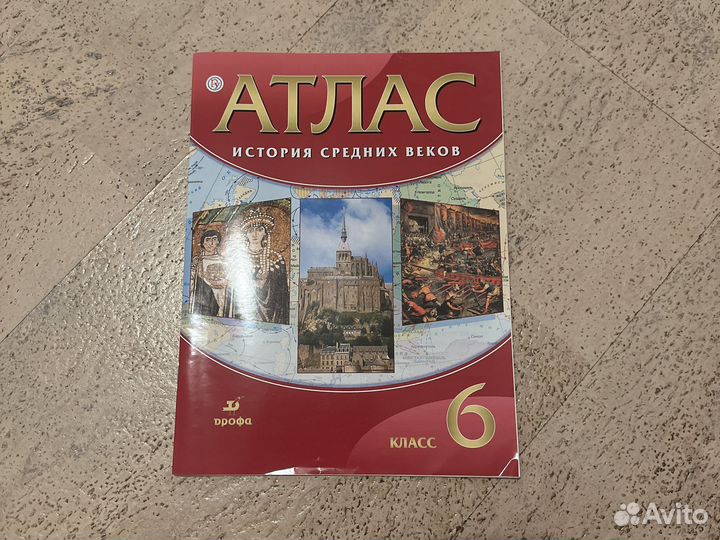 АТЛАС
ИСТОРИЯ СРЕДНИХ ВЕКОВ
ДРОФА
КЛАСС 6
Avito